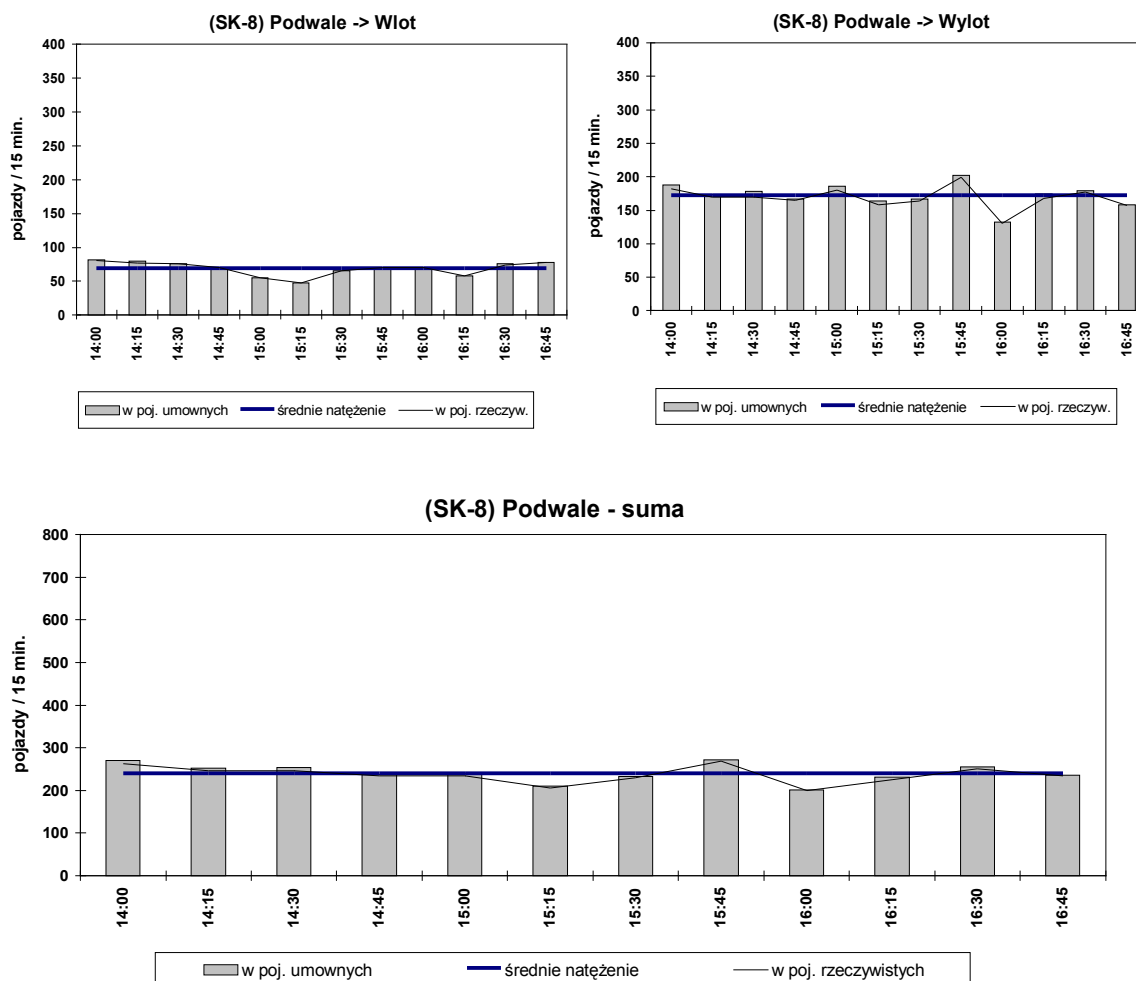 (SK-8) Podwale -> Wlot
400
350
300
250
200
150
100
50
0
pojazdy / 15 min.
14:00 14:15 14:30 14:45 15:00 15:15 15:30 15:45 16:00 16:15 16:30 16:45
w poj. umownych średnie natężenie w poj. rzeczyw.
(SK-8) Podwale -> Wylot
400
350
300
250
200
150
100
50
0
pojazdy / 15 min.
14:00 14:15 14:30 14:45 15:00 15:15 15:30 15:45 16:00 16:15 16:30 16:45
w poj. umownych średnie natężenie w poj. rzeczyw.
(SK-8) Podwale - suma
800
700
600
500
400
300
200
100
0
pojazdy / 15 min.
14:00 14:15 14:30 14:45 15:00 15:15 15:30 15:45 16:00 16:15 16:30 16:45
w poj. umownych średnie natężenie w poj. rzeczywistych